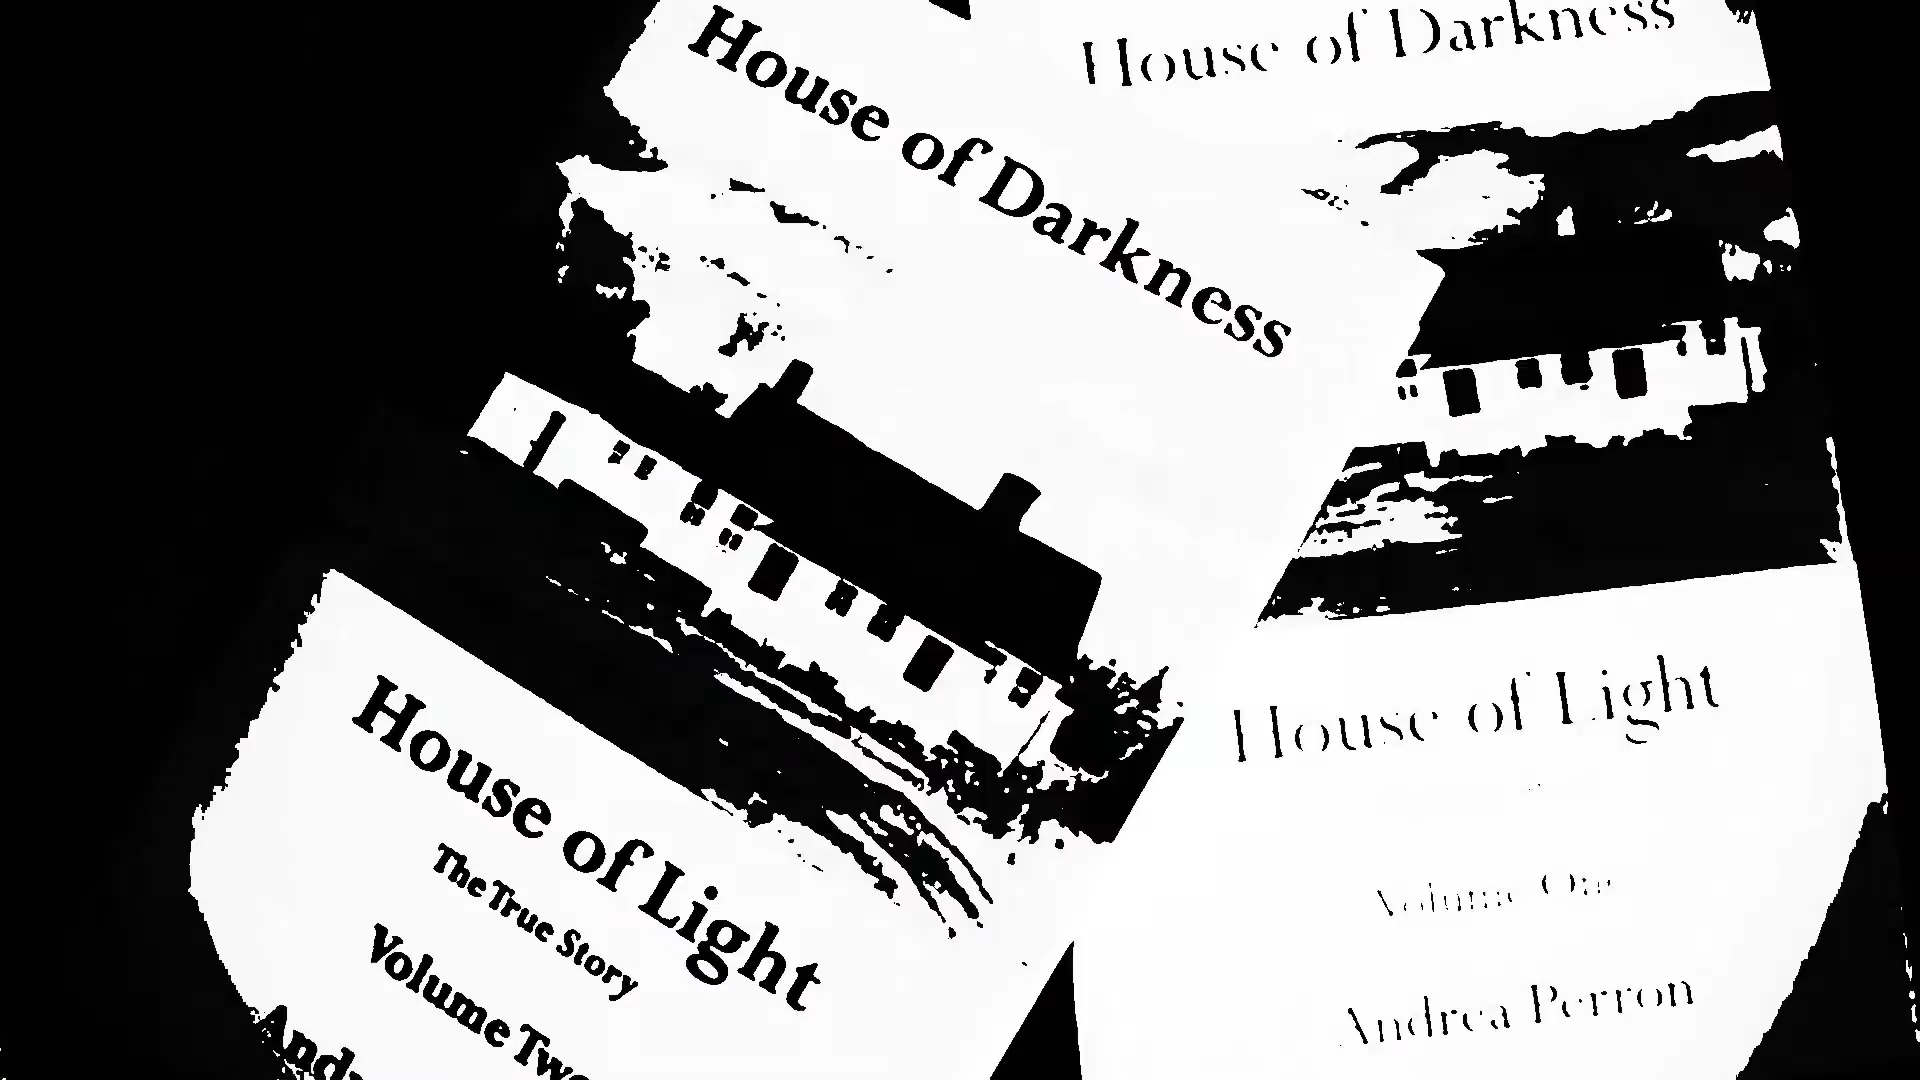 House of Darkness
House of Light
The True Story
Volume Two
And
House of Darkness
House of Light
Volume One
Andrea Perron